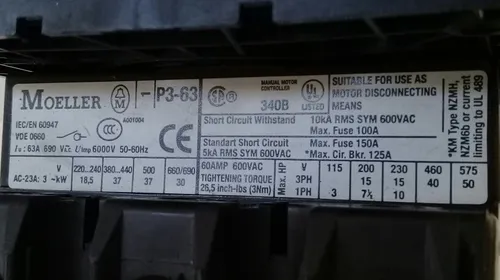 MOELLER
P3-63
A601004
IEC/EN 60947
VDE 0660
Iu: 63A 690 V~ Uimp 6000V 50-60Hz
AC-23A: 3 ~kW
220...240 380...440 500 660/690
18,5 37 37 30
MANUAL MOTOR
CONTROLLER
340B
UL
LISTED
SUITABLE FOR USE AS
MOTOR DISCONNECTING
MEANS
Short Circuit Withstand 10kA RMS SYM 600VAC
Max. Fuse 100A
Standart Short Circuit Max. Fuse 150A
5kA RMS SYM 600VAC *Max. Cir. Bkr. 125A
60AMP 600VAC
TIGHTENING TORQUE
26,5 inch-lbs (3Nm)
Max. HP
V 115 200 230 460 575
3PH 15 15 40 50
1PH 3 7½ 10
*KM Type NZMH,
NZM6b or current
limiting to UL 489